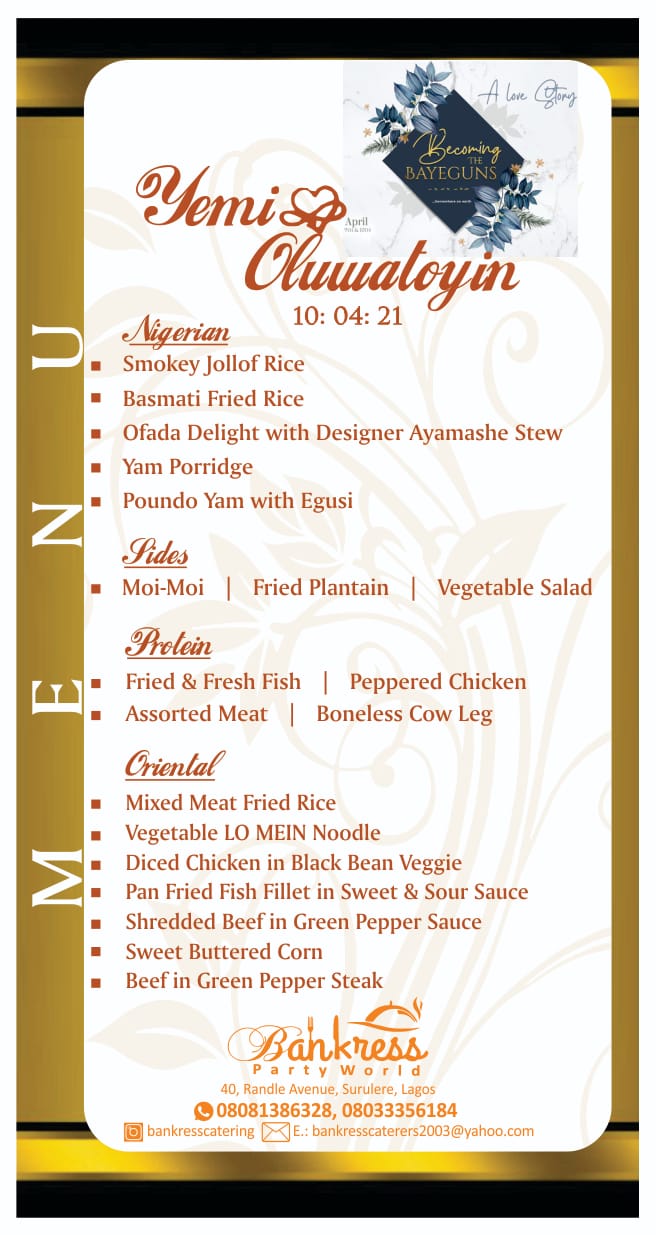 A Love Story
Becoming
THE
BAYEGUNS
...Somewhere on earth
April
9th & 10th
Yemi &
Oluwatoyin
10: 04: 21
MENU
Nigerian
Smokey Jollof Rice
Basmati Fried Rice
Ofada Delight with Designer Ayamashe Stew
Yam Porridge
Poundo Yam with Egusi
Sides
Moi-Moi | Fried Plantain | Vegetable Salad
Protein
Fried & Fresh Fish | Peppered Chicken
Assorted Meat | Boneless Cow Leg
Oriental
Mixed Meat Fried Rice
Vegetable LO MEIN Noodle
Diced Chicken in Black Bean Veggie
Pan Fried Fish Fillet in Sweet & Sour Sauce
Shredded Beef in Green Pepper Sauce
Sweet Buttered Corn
Beef in Green Pepper Steak
Bankress
Party World
40, Randle Avenue, Surulere, Lagos
08081386328, 08033356184
bankresscatering E.: bankresscaterers2003@yahoo.com